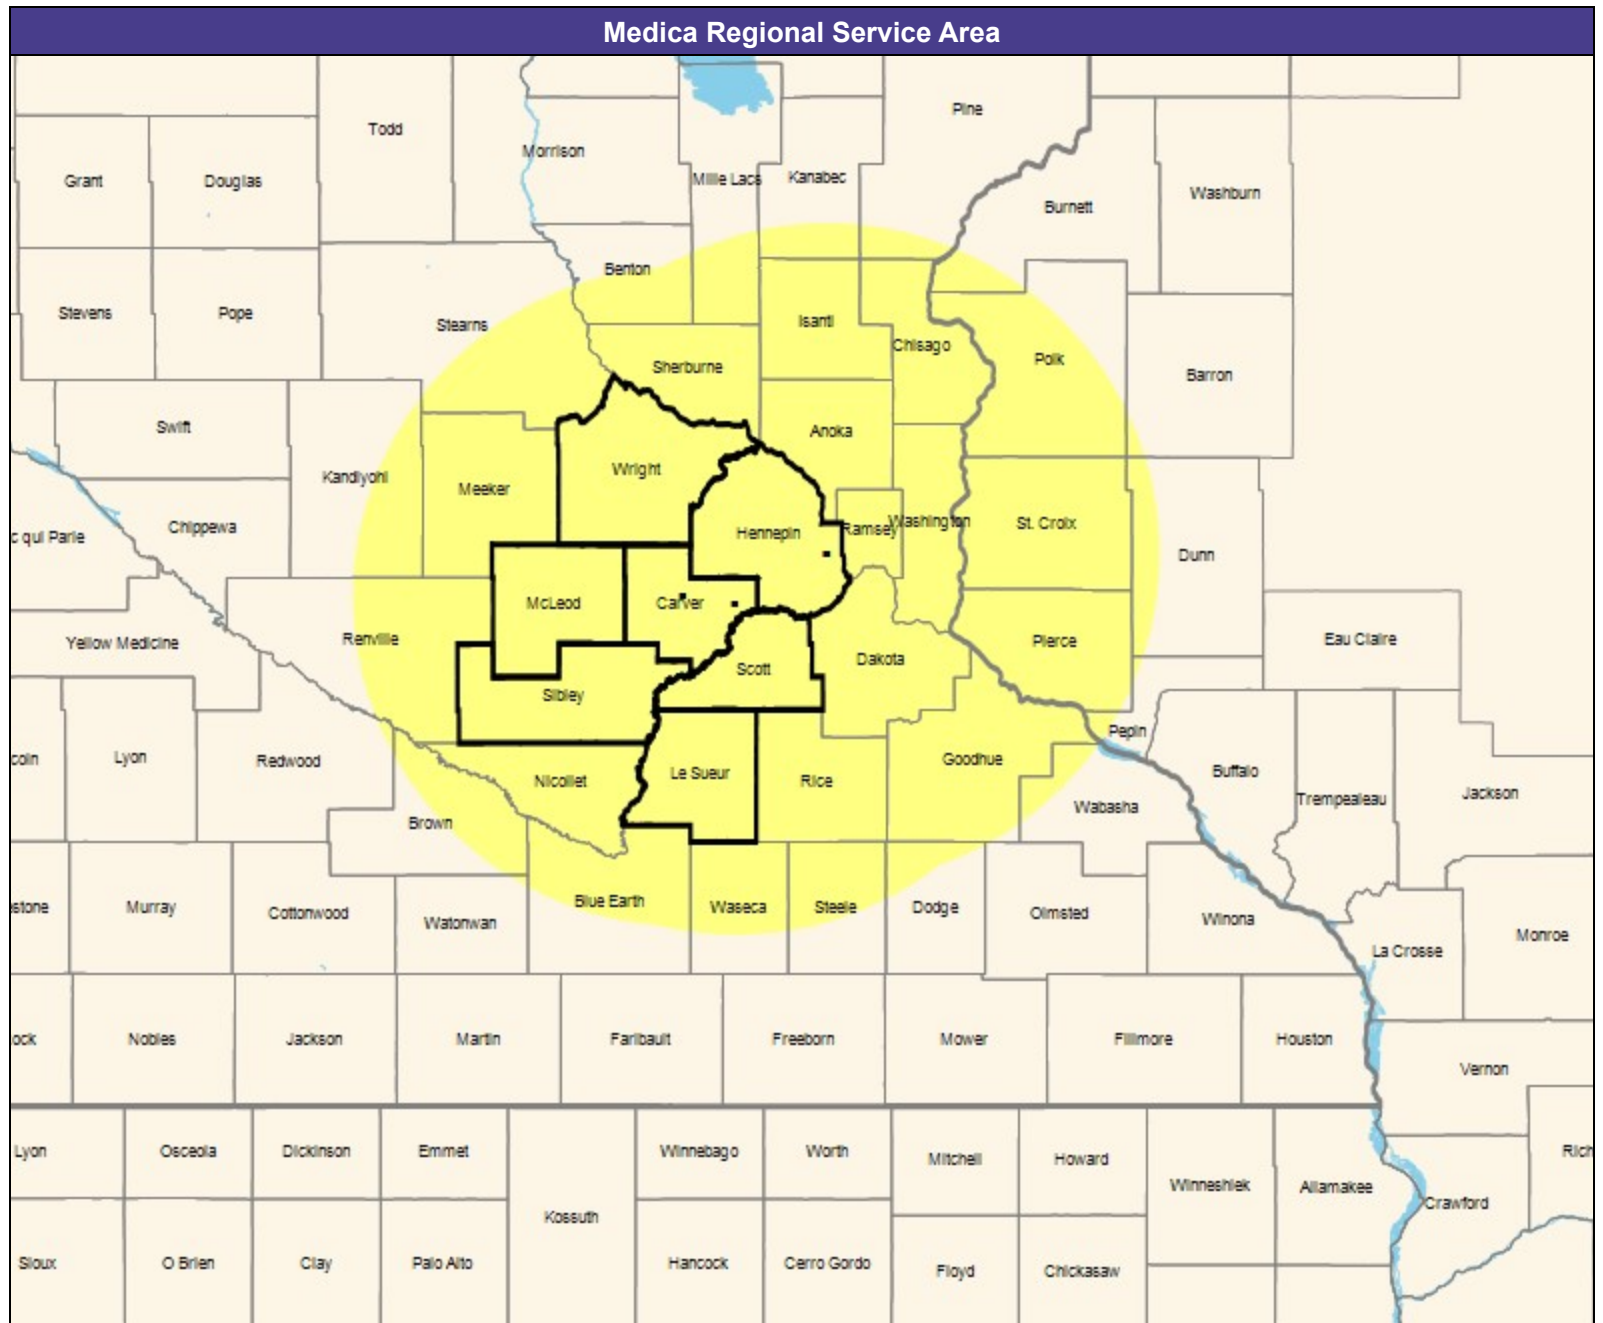 Medica Regional Service Area
Pine
Todd
Morrison
Mille Lacs
Kanabec
Grant
Douglas
Washburn
Burnett
Benton
Stevens
Pope
Stearns
Isanti
Chisago
Polk
Sherburne
Barron
Swift
Anoka
Kandiyohi
Wright
Meeker
Chippewa
Hennepin
Ramsey
Washington
St. Croix
c qui Parle
Dunn
McLeod
Carver
Yellow Medicine
Renville
Pierce
Eau Claire
Dakota
Scott
Sibley
Pepin
coln
Lyon
Redwood
Nicollet
Le Sueur
Rice
Goodhue
Buffalo
Trempealeau
Jackson
Wabasha
Brown
Blue Earth
Waseca
Steele
Dodge
Olmsted
Winona
stone
Murray
Cottonwood
Watonwan
La Crosse
Monroe
ock
Nobles
Jackson
Martin
Faribault
Freeborn
Mower
Fillmore
Houston
Vernon
Lyon
Osceola
Dickinson
Emmet
Winnebago
Worth
Mitchell
Howard
Rich
Winneshiek
Allamakee
Crawford
Kossuth
Sioux
O Brien
Clay
Palo Alto
Hancock
Cerro Gordo
Floyd
Chickasaw